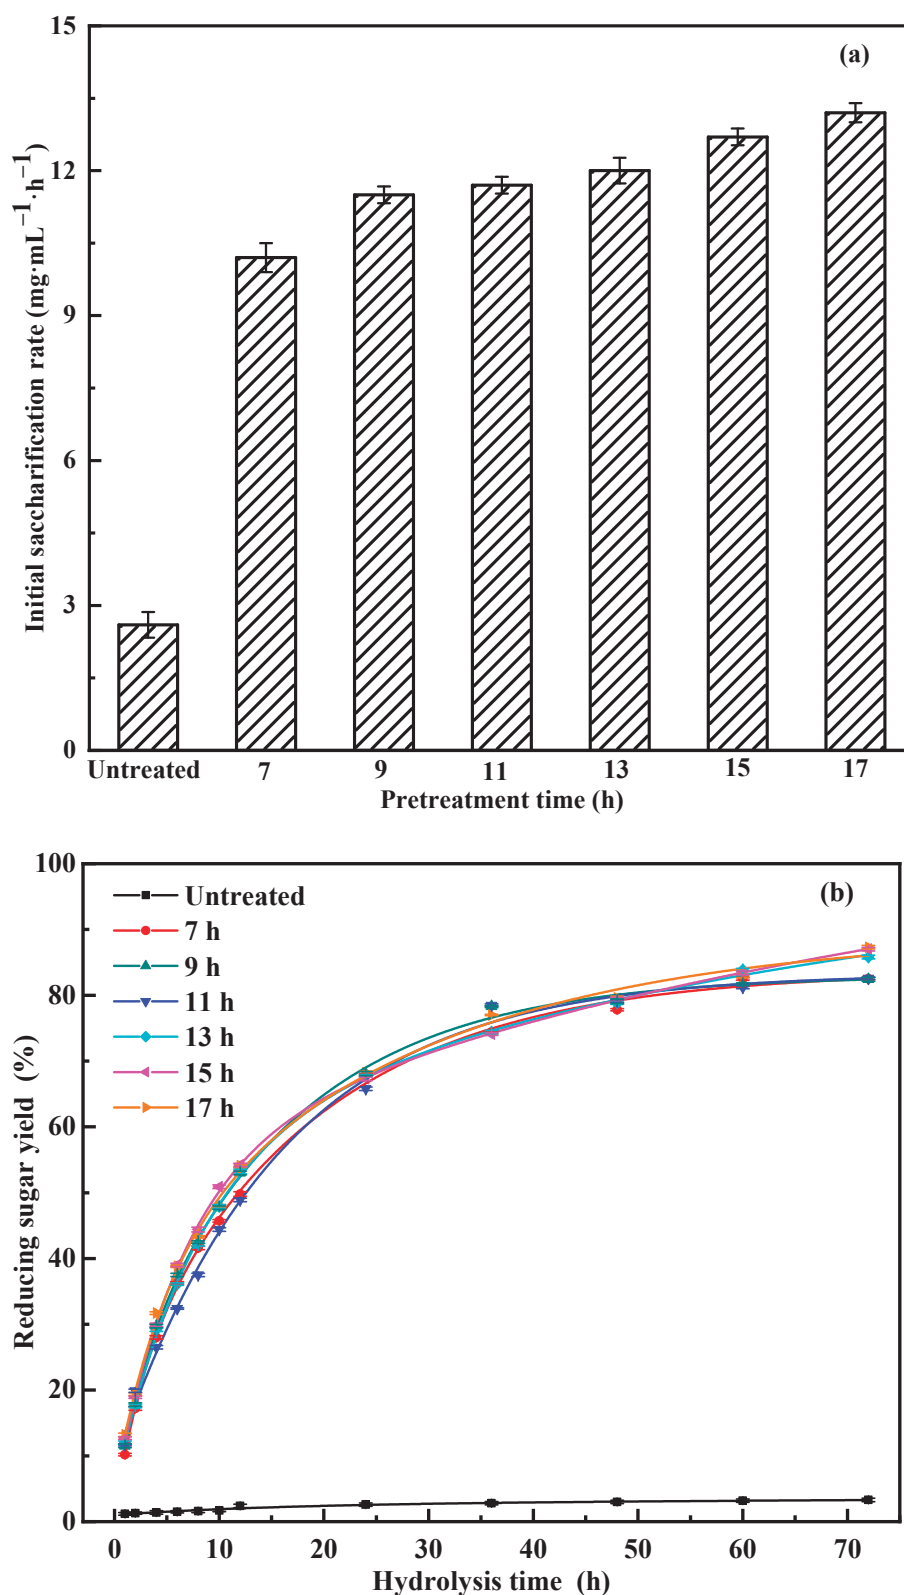 (a)
Initial saccharification rate (mg·mL⁻¹·h⁻¹)
15
12
9
6
3
0
Untreated 7 9 11 13 15 17
Pretreatment time (h)
(b)
Reducing sugar yield (%)
100
80
60
40
20
0
Untreated
7 h
9 h
11 h
13 h
15 h
17 h
0 10 20 30 40 50 60 70
Hydrolysis time (h)